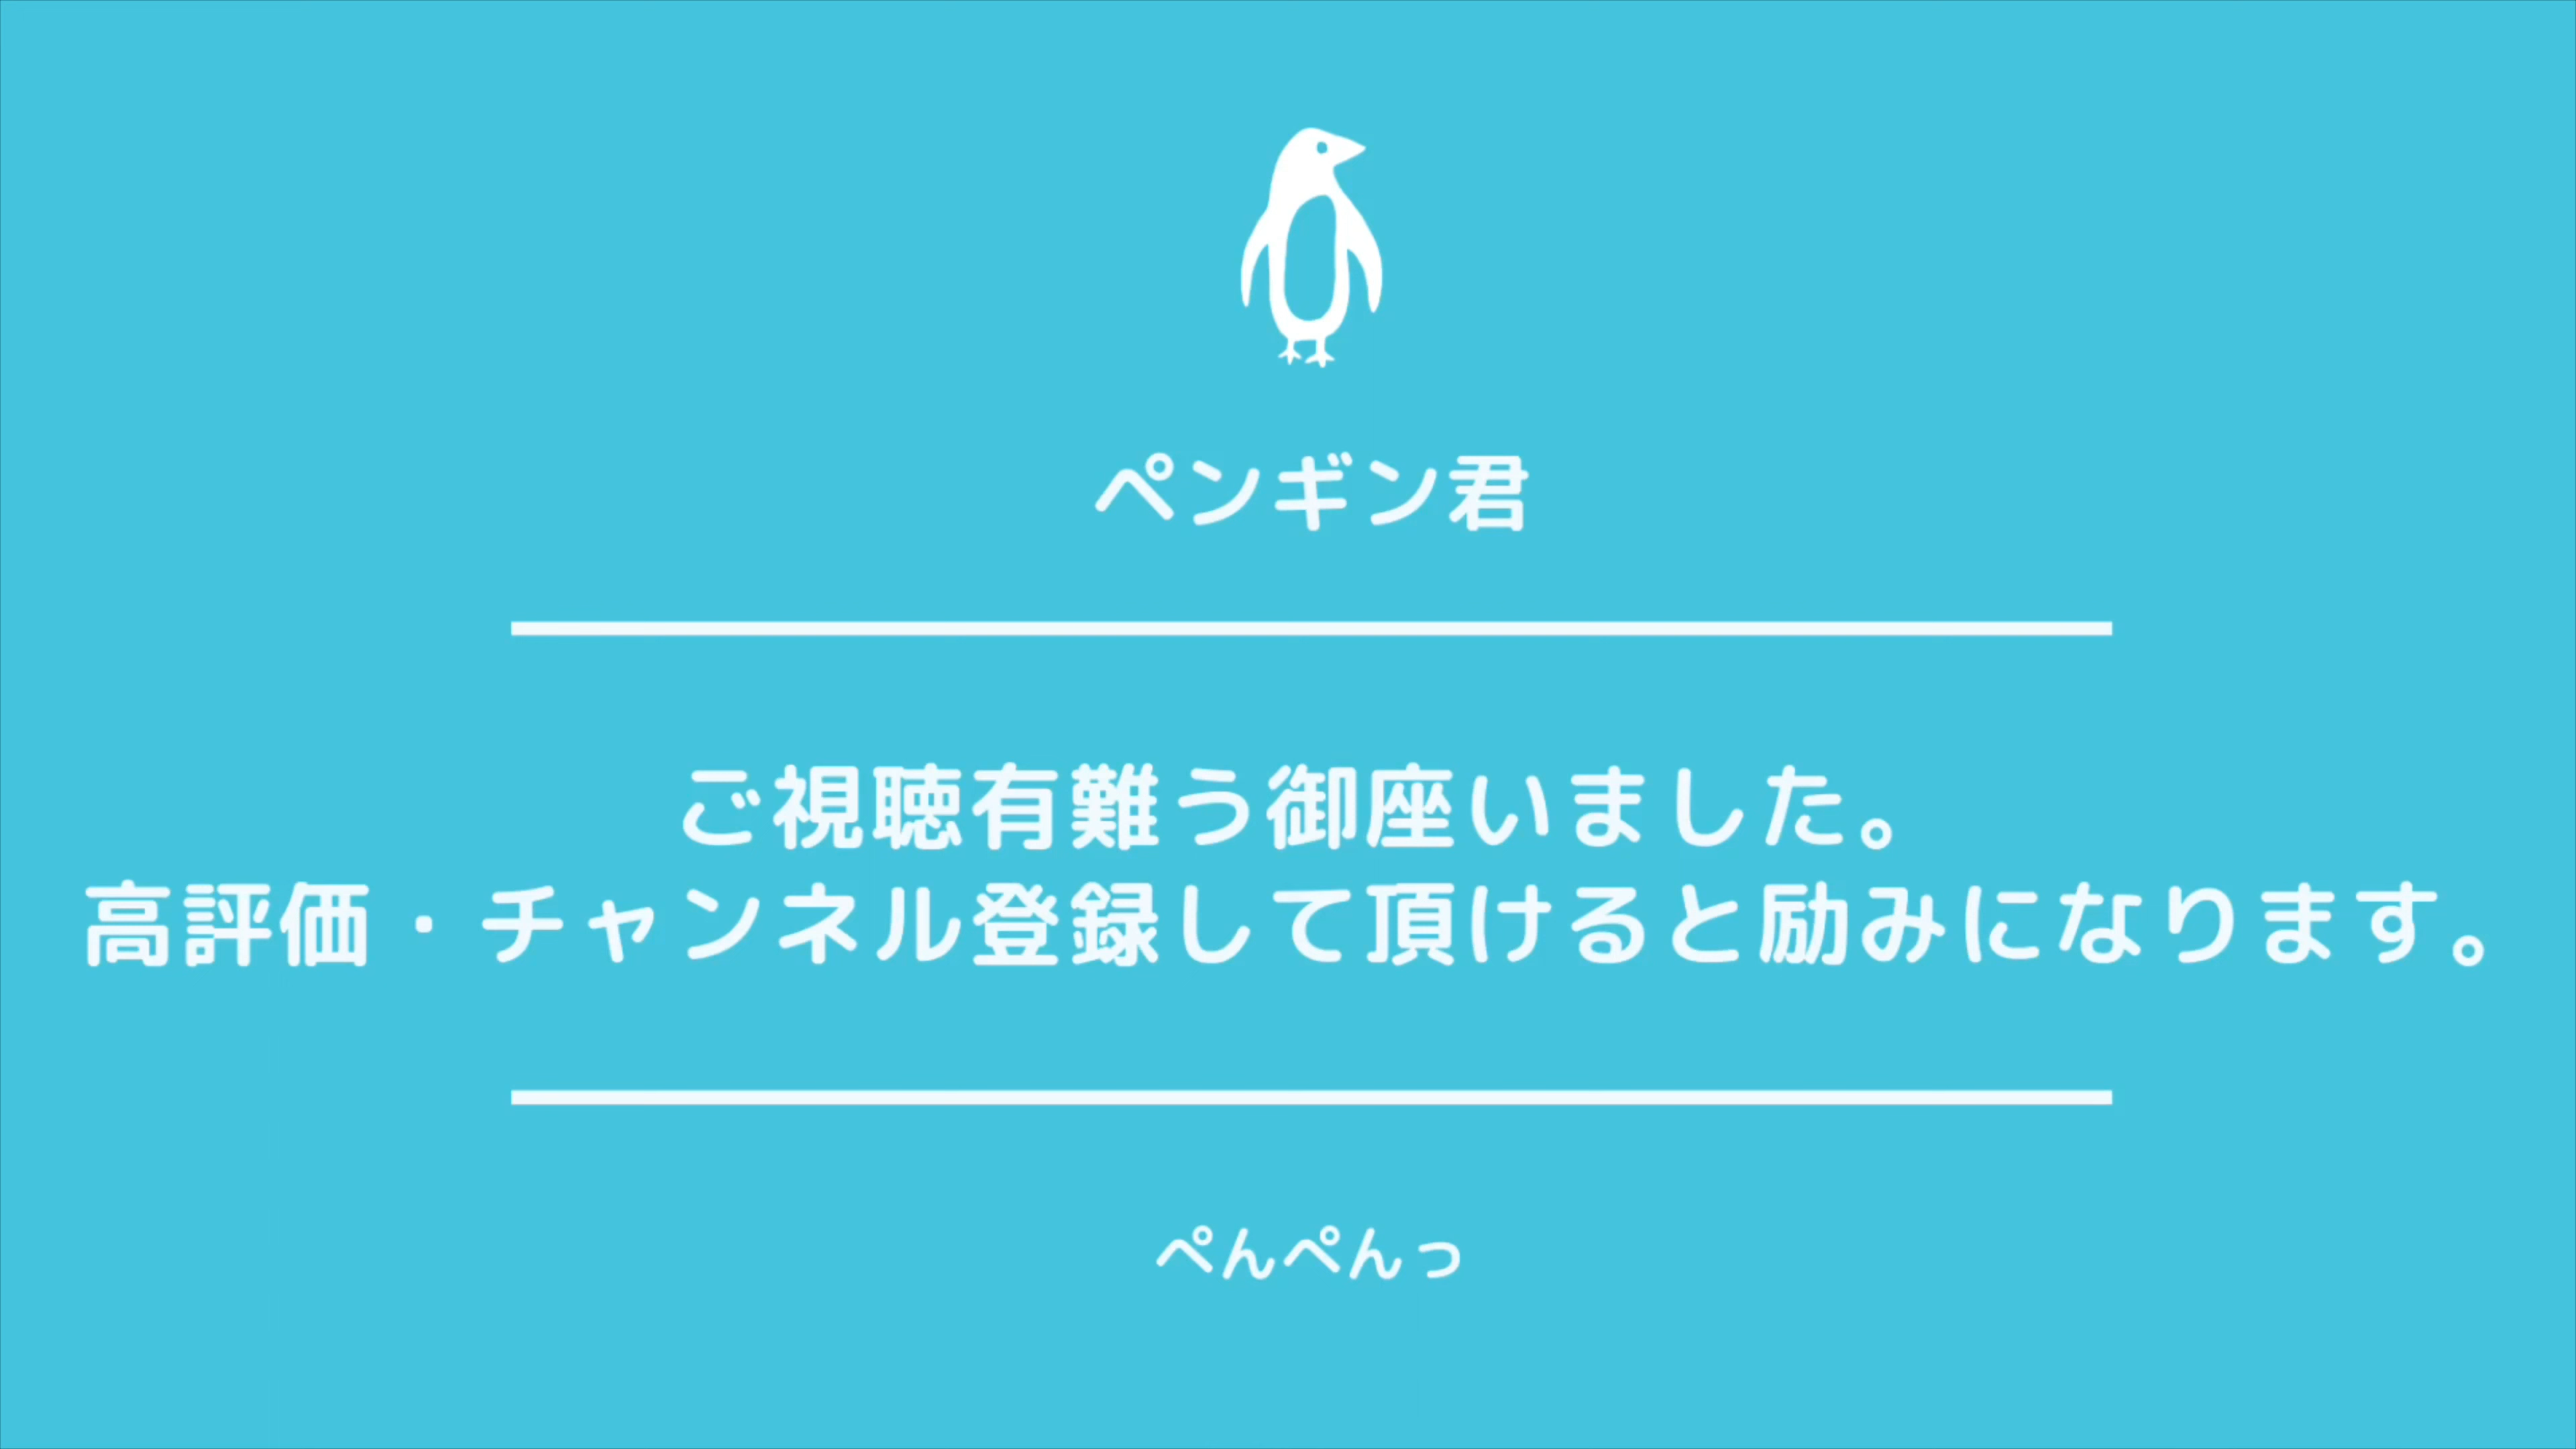 ペンギン君
ご視聴有難う御座いました。
高評価・チャンネル登録して頂けると励みになります。
ぺんぺんっ